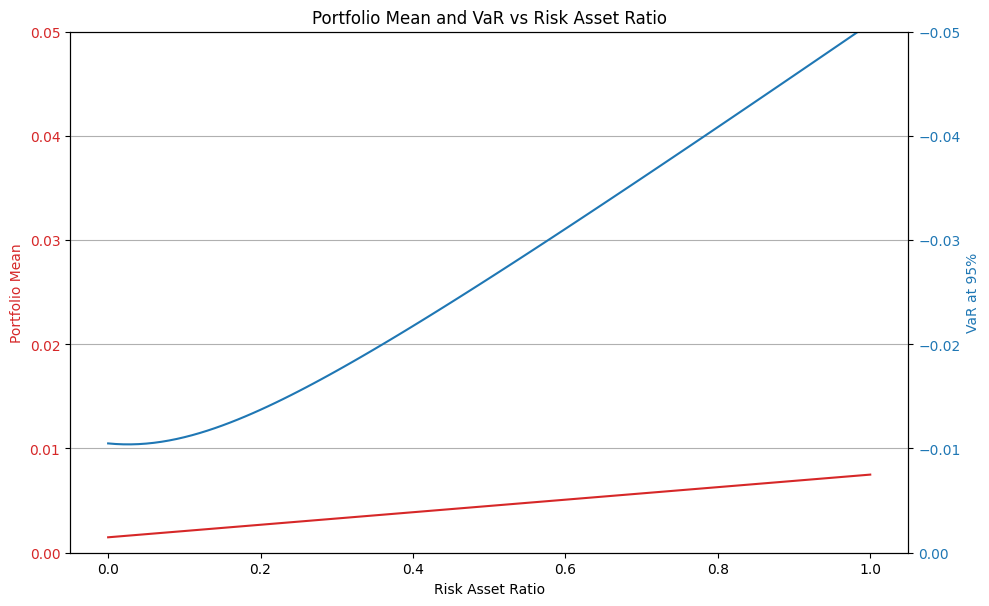 Portfolio Mean and VaR vs Risk Asset Ratio
0.05
0.04
0.03
0.02
0.01
0.00
Portfolio Mean
−0.05
−0.04
−0.03
−0.02
−0.01
0.00
VaR at 95%
0.0 0.2 0.4 0.6 0.8 1.0
Risk Asset Ratio